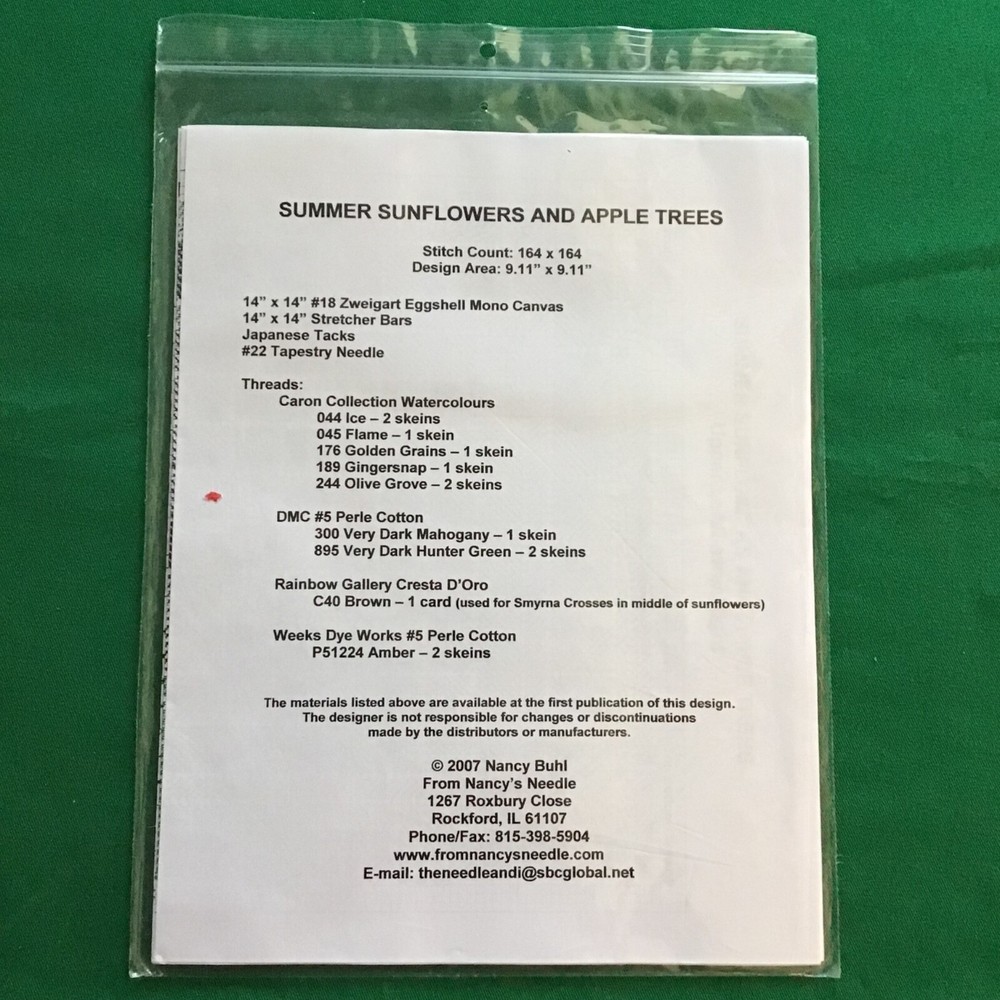 SUMMER SUNFLOWERS AND APPLE TREES
Stitch Count: 164 x 164
Design Area: 9.11” x 9.11”
14” x 14” #18 Zweigart Eggshell Mono Canvas
14” x 14” Stretcher Bars
Japanese Tacks
#22 Tapestry Needle
Threads:
Caron Collection Watercolours
044 Ice – 2 skeins
045 Flame – 1 skein
176 Golden Grains – 1 skein
189 Gingersnap – 1 skein
244 Olive Grove – 2 skeins
DMC #5 Perle Cotton
300 Very Dark Mahogany – 1 skein
895 Very Dark Hunter Green – 2 skeins
Rainbow Gallery Cresta D'Oro
C40 Brown – 1 card (used for Smyrna Crosses in middle of sunflowers)
Weeks Dye Works #5 Perle Cotton
P51224 Amber – 2 skeins
The materials listed above are available at the first publication of this design.
The designer is not responsible for changes or discontinuations
made by the distributors or manufacturers.
© 2007 Nancy Buhl
From Nancy’s Needle
1267 Roxbury Close
Rockford, IL 61107
Phone/Fax: 815-398-5904
www.fromnancysneedle.com
E-mail: theneedleandi@sbcglobal.net